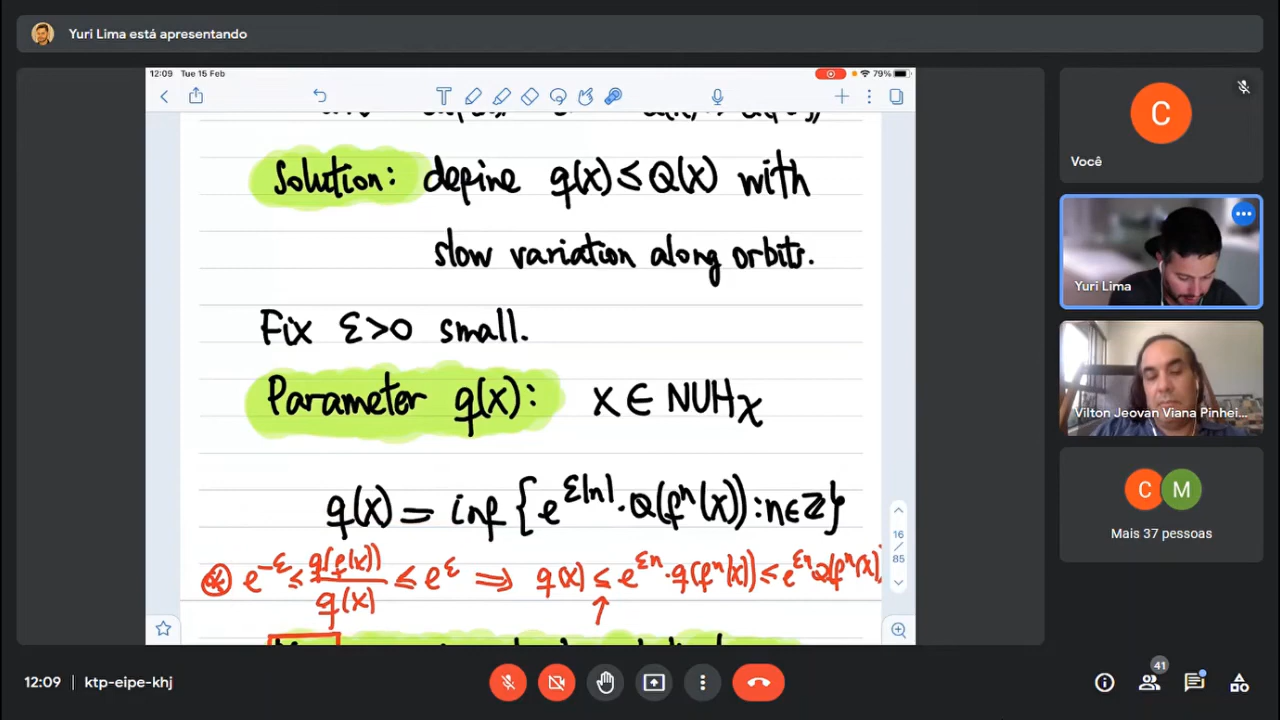 Yuri Lima está apresentando
12:09 Tue 15 Feb
79%
Solution: define q(x) ≤ Q(x) with
slow variation along orbits.
Fix ε>0 small.
Parameter q(x): x ∈ NUHχ
q(x) = inf { e^{ε|n|} · Q(f^n(x)) : n∈ℤ }
⊛ e^{-ε} ≤ q(f(x))/q(x) ≤ e^{ε} ⟹ q(x) ≤ e^{εn} · q(f^n(x)) ≤ e^{εn} Q(f^n(x))
↑
16
85
C
Você
Yuri Lima
Vilton Jeovan Viana Pinhei...
C M
Mais 37 pessoas
12:09 | ktp-eipe-khj
41